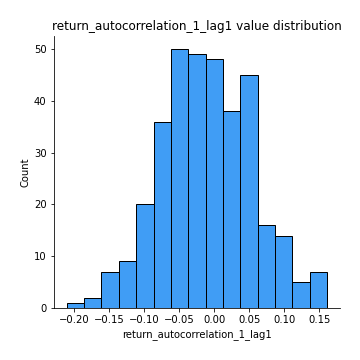 return_autocorrelation_1_lag1 value distribution
50
40
30
20
10
0
Count
−0.20 −0.15 −0.10 −0.05 0.00 0.05 0.10 0.15
return_autocorrelation_1_lag1